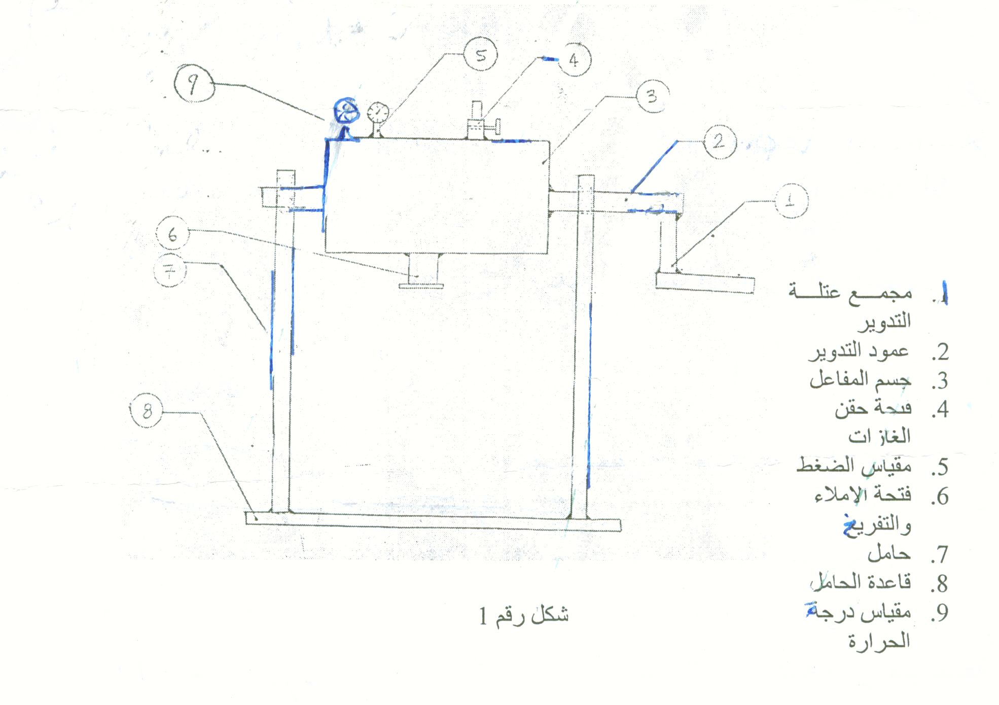 9
5
4
3
2
1
6
7
8
1. مجمـــع عتلـــة
التدوير
2. عمود التدوير
3. جسم المفاعل
4. فتحة حقن
الغازات
5. مقياس الضغط
6. فتحة الإملاء
والتفريغ
7. حامل
8. قاعدة الحامل
9. مقياس درجة
الحرارة
شكل رقم 1